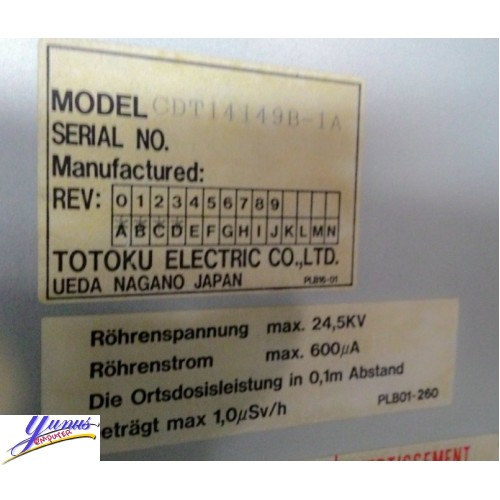 MODEL CDT14149B-1A
SERIAL NO.
Manufactured:
REV: 0 1 2 3 4 5 6 7 8 9
A B C D E F G H I J K L M N
TOTOKU ELECTRIC CO.,LTD.
UEDA NAGANO JAPAN PLB16-01
Röhrenspannung max. 24,5KV
Röhrenstrom max. 600µA
Die Ortsdosisleistung in 0,1m Abstand
beträgt max 1,0µSv/h PLB01-260
Yunus
COMPUTER